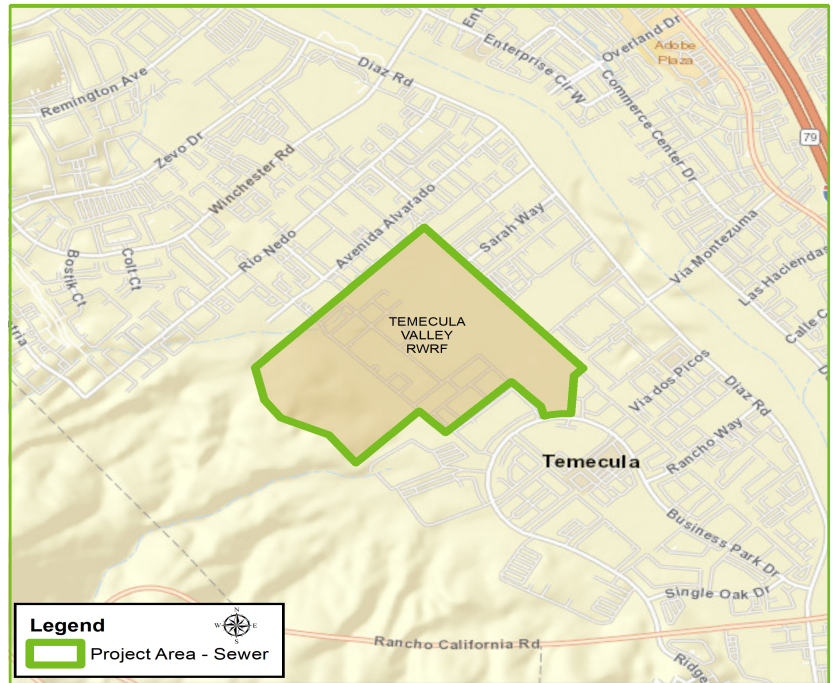 Ent
Overland Dr
Adobe
Plaza
Enterprise Cir W
Diaz Rd
Remington Ave
Commerce Center Dr
79
Zevo Dr
Winchester Rd
Avenida Alvarado
Sarah Way
Via Montezuma
Rio Nedo
Bostik Ct
Colt Ct
Las Haciendas
Calle C
atria
TEMECULA
VALLEY
RWRF
D
Via dos Picos
Diaz Rd
Rancho Way
Temecula
Business Park Dr
Single Oak Dr
Legend
N
W E
S
Project Area - Sewer
Rancho California Rd
Ridge